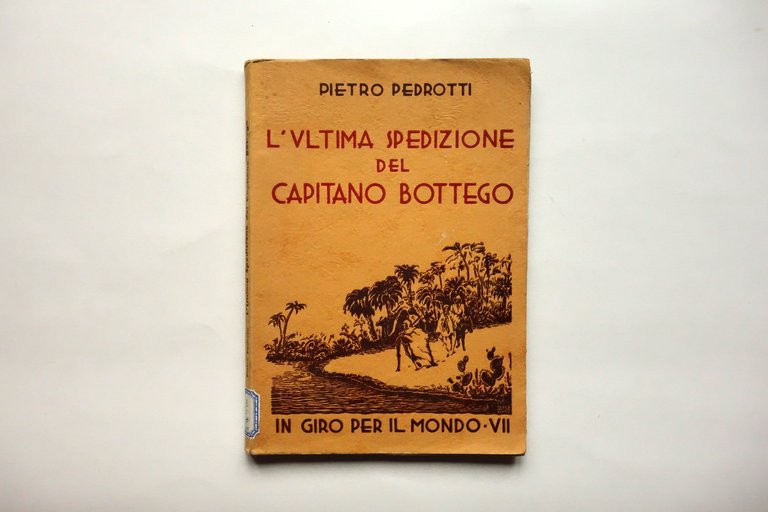 PIETRO PEDROTTI
L'VLTIMA SPEDIZIONE
DEL
CAPITANO BOTTEGO
IN GIRO PER IL MONDO · VII